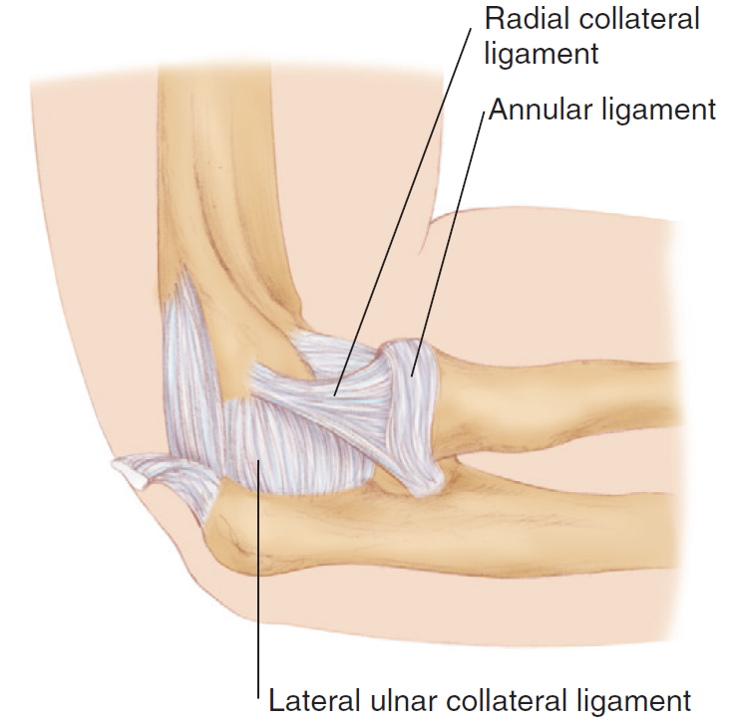 Radial collateral
ligament
Annular ligament
Lateral ulnar collateral ligament